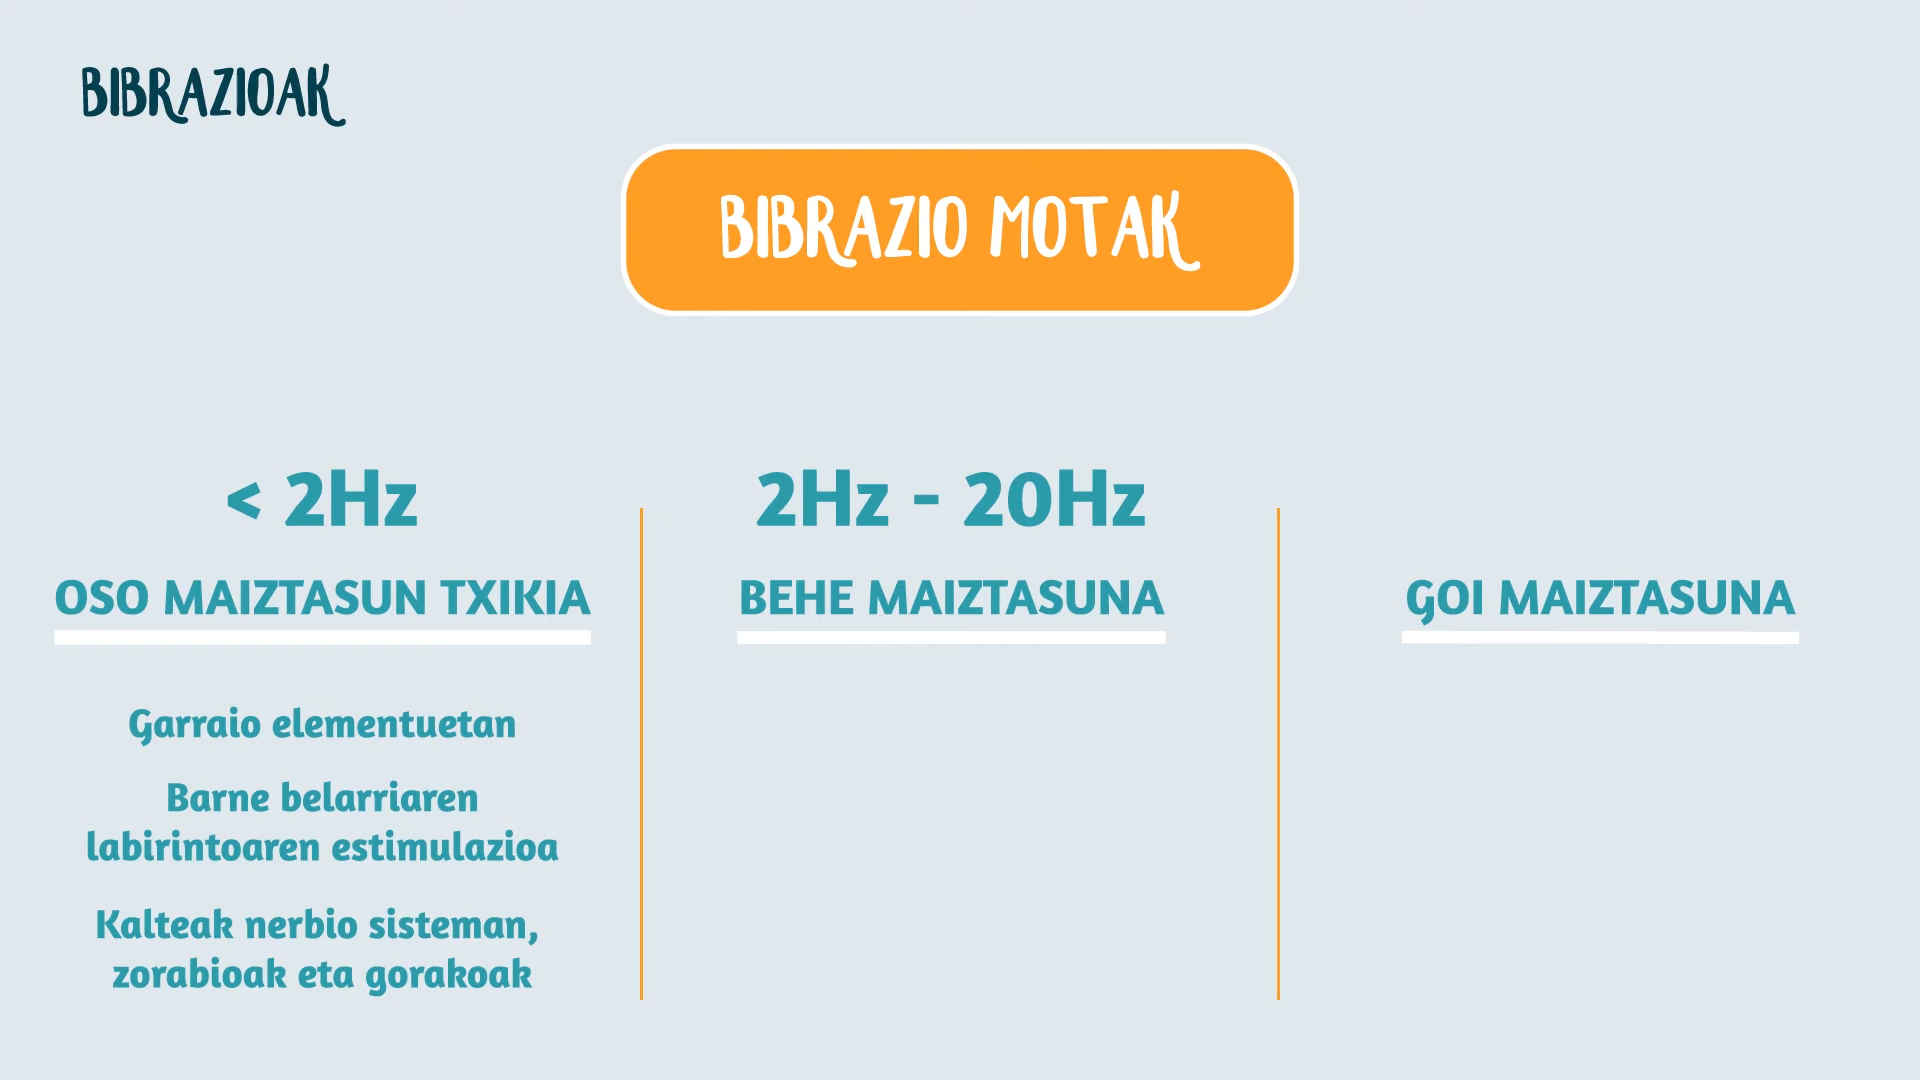 BIBRAZIOAK
BIBRAZIO MOTAK
< 2Hz
OSO MAIZTASUN TXIKIA
Garraio elementuetan
Barne belarriaren
labirintoaren estimulazioa
Kalteak nerbio sisteman,
zorabioak eta gorakoak
2Hz - 20Hz
BEHE MAIZTASUNA
GOI MAIZTASUNA